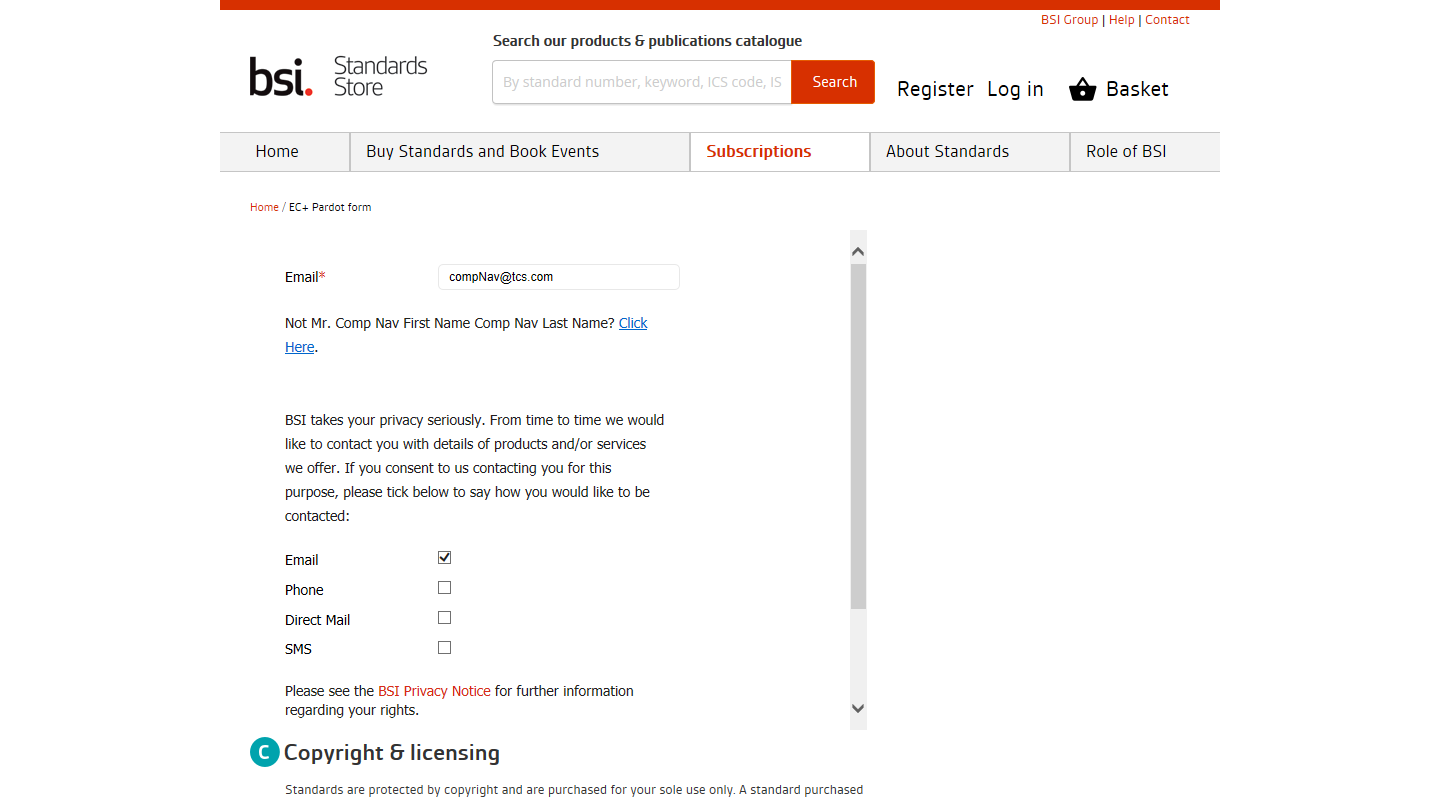 BSI Group | Help | Contact
Search our products & publications catalogue
bsi. Standards Store
By standard number, keyword, ICS code, IS
Search
Register Log in Basket
Home Buy Standards and Book Events Subscriptions About Standards Role of BSI
Home / EC+ Pardot form
Email* compNav@tcs.com
Not Mr. Comp Nav First Name Comp Nav Last Name? Click
Here.
BSI takes your privacy seriously. From time to time we would
like to contact you with details of products and/or services
we offer. If you consent to us contacting you for this
purpose, please tick below to say how you would like to be
contacted:
Email
Phone
Direct Mail
SMS
Please see the BSI Privacy Notice for further information
regarding your rights.
C Copyright & licensing
Standards are protected by copyright and are purchased for your sole use only. A standard purchased